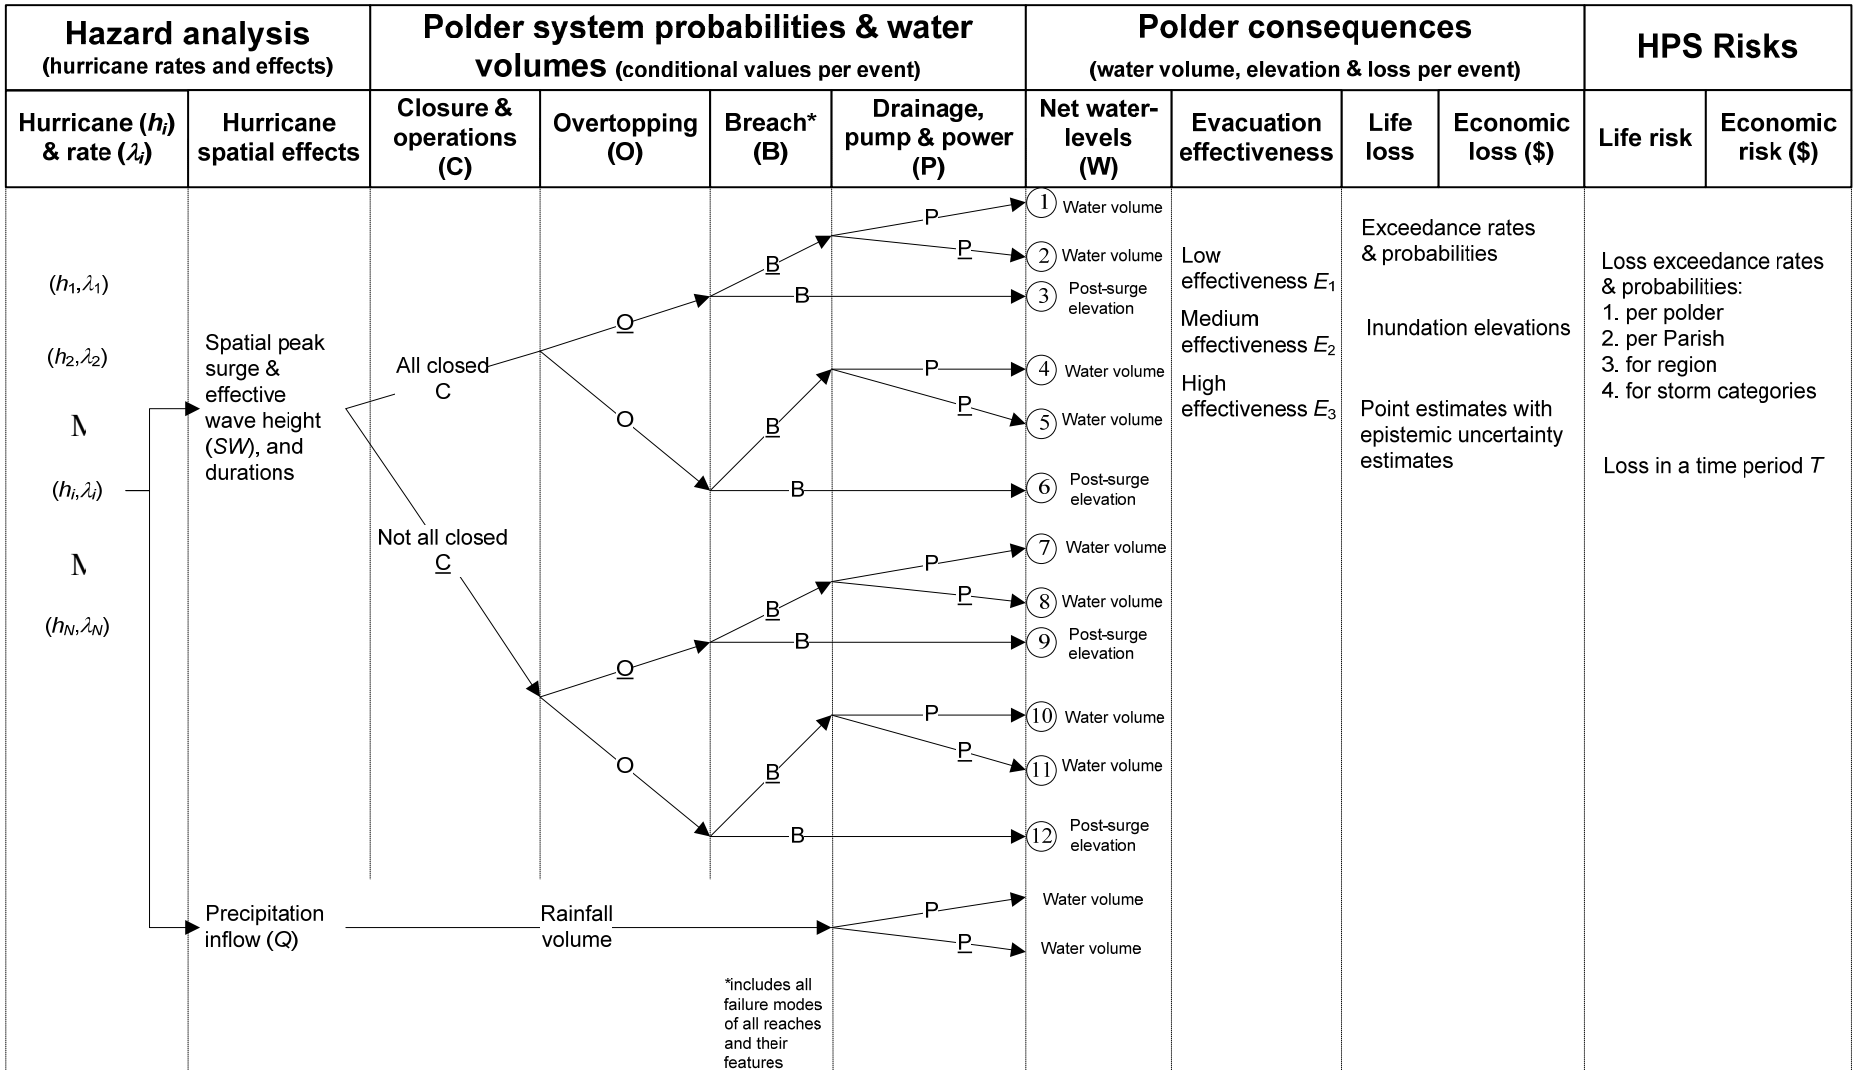 Hazard analysis
(hurricane rates and effects)
Polder system probabilities & water
volumes (conditional values per event)
Polder consequences
(water volume, elevation & loss per event)
HPS Risks
Hurricane (hi)
& rate (λi)
Hurricane
spatial effects
Closure &
operations
(C)
Overtopping
(O)
Breach*
(B)
Drainage,
pump & power
(P)
Net water-
levels
(W)
Evacuation
effectiveness
Life
loss
Economic
loss ($)
Life risk
Economic
risk ($)
(h1,λ1)
(h2,λ2)
M
(hi,λi)
M
(hN,λN)
Spatial peak
surge &
effective
wave height
(SW), and
durations
All closed
C
Not all closed
C
O
O
O
O
B
B
B
B
B
B
B
B
P
P
P
P
P
P
P
P
1 Water volume
2 Water volume
3 Post-surge
elevation
4 Water volume
5 Water volume
6 Post-surge
elevation
7 Water volume
8 Water volume
9 Post-surge
elevation
10 Water volume
11 Water volume
12 Post-surge
elevation
Low
effectiveness E1
Medium
effectiveness E2
High
effectiveness E3
Exceedance rates
& probabilities
Inundation elevations
Point estimates with
epistemic uncertainty
estimates
Loss exceedance rates
& probabilities:
1. per polder
2. per Parish
3. for region
4. for storm categories
Loss in a time period T
Precipitation
inflow (Q)
Rainfall
volume
P
P
Water volume
Water volume
*includes all
failure modes
of all reaches
and their
features